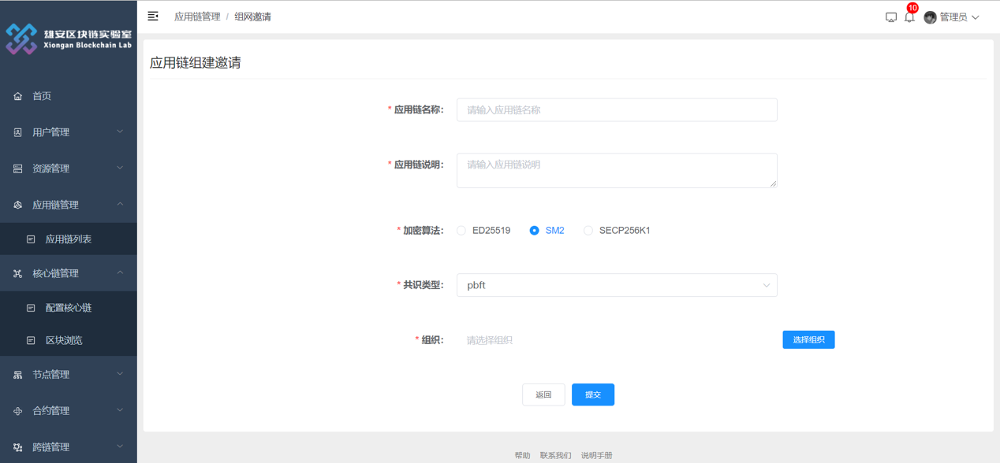 雄安区块链实验室
Xiongan Blockchain Lab
首页
用户管理
资源管理
应用链管理
应用链列表
核心链管理
配置核心链
区块浏览
节点管理
合约管理
跨链管理
应用链管理 / 组网邀请
10
管理员
应用链组建邀请
* 应用链名称: 请输入应用链名称
* 应用链说明: 请输入应用链说明
* 加密算法: ED25519 SM2 SECP256K1
* 共识类型: pbft
* 组织: 请选择组织 选择组织
返回 提交
帮助 联系我们 说明手册